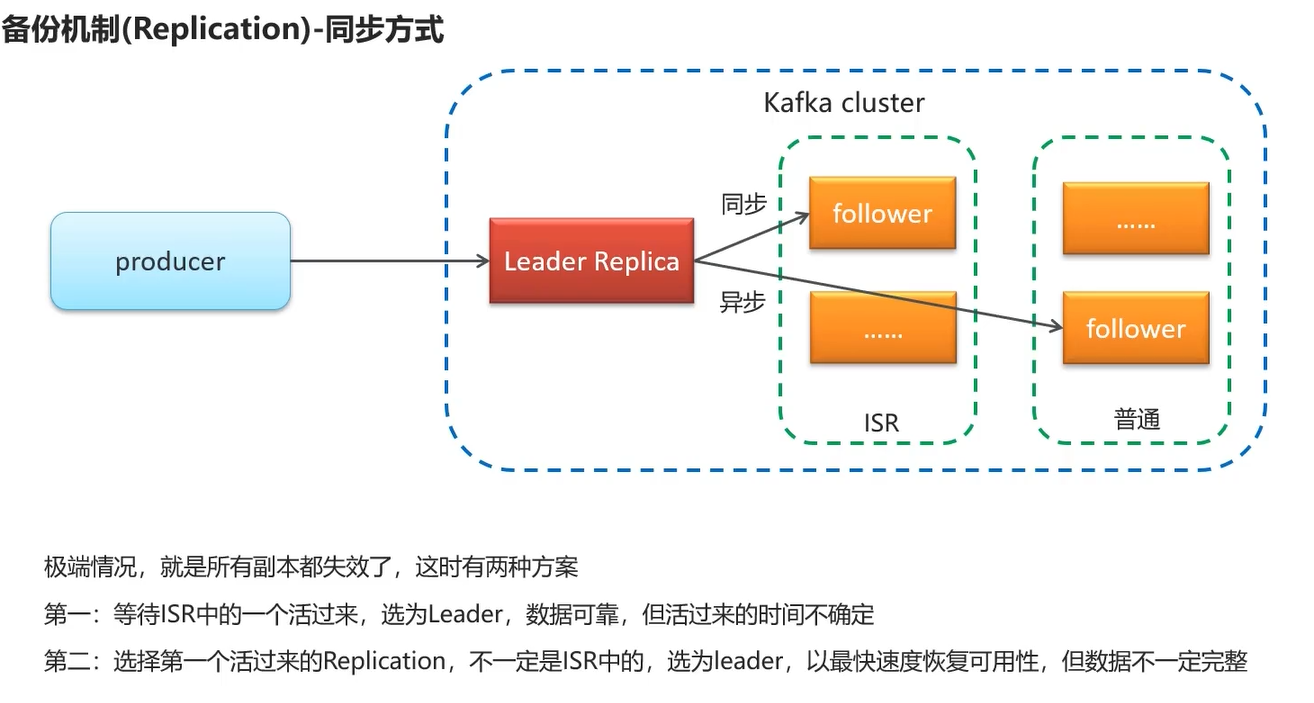 备份机制(Replication)-同步方式
Kafka cluster
producer
Leader Replica
同步
异步
follower
……
ISR
……
follower
普通
极端情况，就是所有副本都失效了，这时有两种方案
第一：等待ISR中的一个活过来，选为Leader，数据可靠，但活过来的时间不确定
第二：选择第一个活过来的Replication，不一定是ISR中的，选为leader，以最快速度恢复可用性，但数据不一定完整